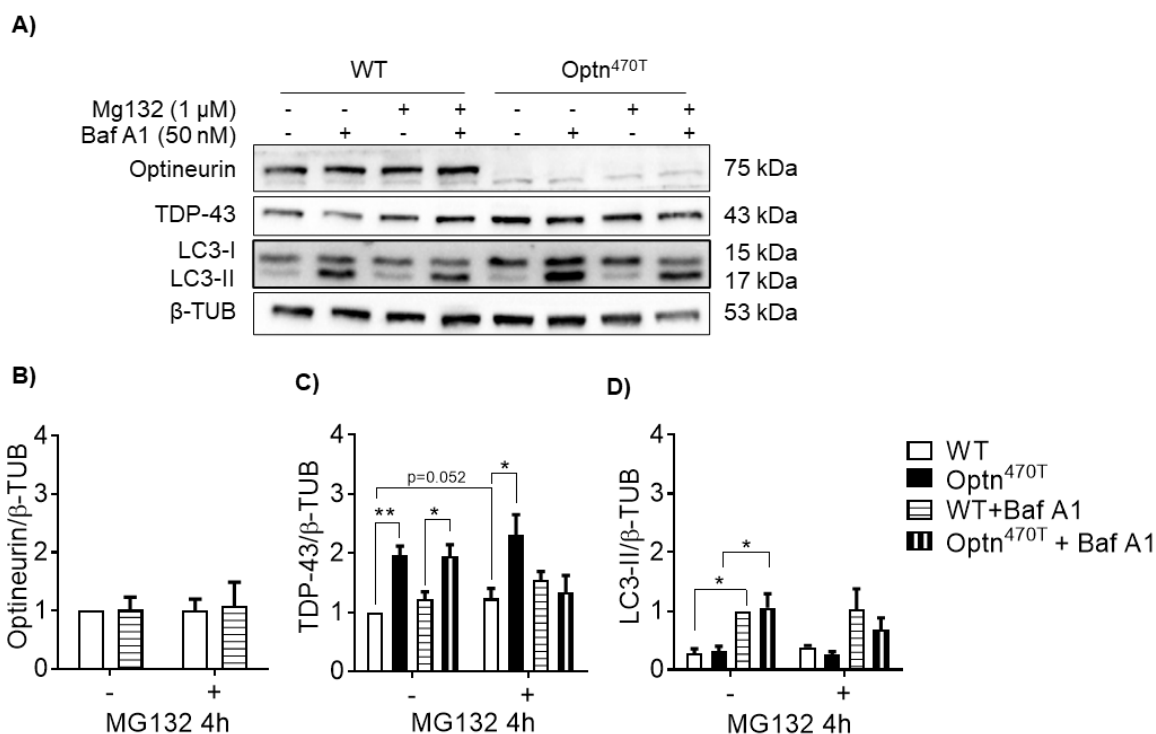 A)
WT Optn470T
Mg132 (1 µM) - - + + - - + +
Baf A1 (50 nM) - + - + - + - +
Optineurin 75 kDa
TDP-43 43 kDa
LC3-I 15 kDa
LC3-II 17 kDa
β-TUB 53 kDa
B)
Optineurin/β-TUB
4
3
2
1
0
- +
MG132 4h
C)
TDP-43/β-TUB
4
3
2
1
0
p=0.052
*
** *
- +
MG132 4h
D)
LC3-II/β-TUB
4
3
2
1
0
*
*
- +
MG132 4h
WT
Optn470T
WT+Baf A1
Optn470T + Baf A1